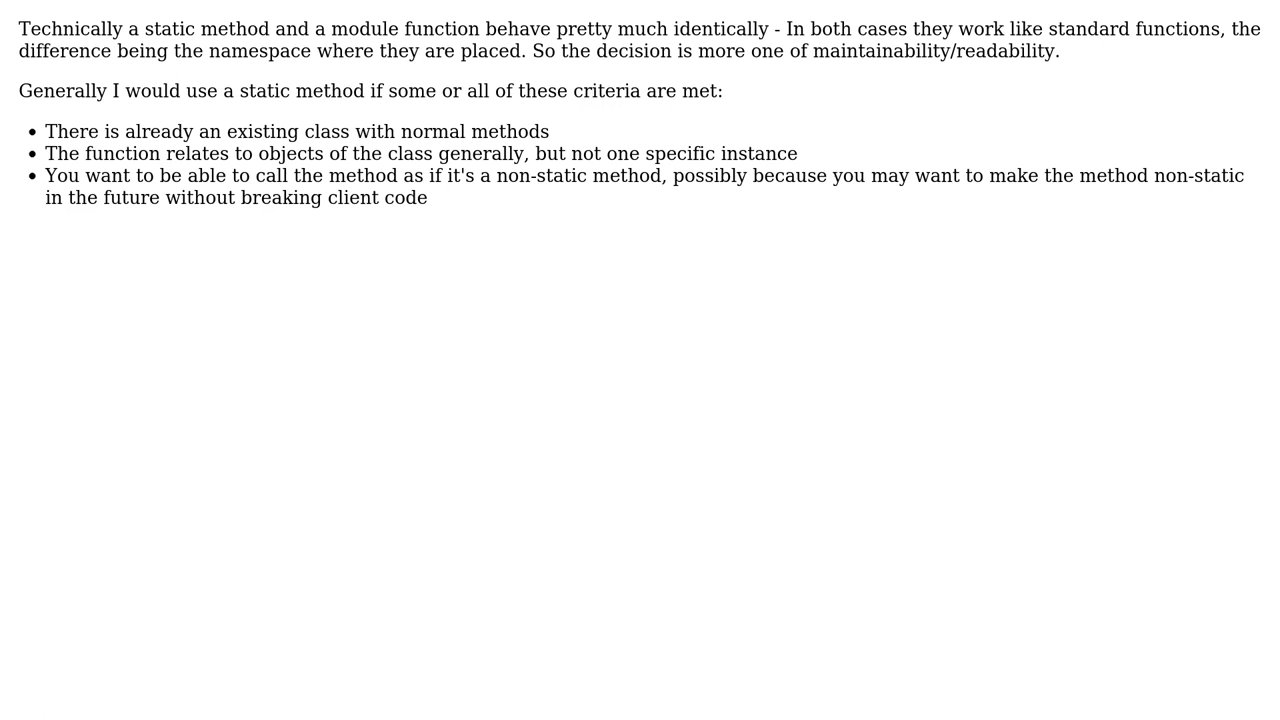 Technically a static method and a module function behave pretty much identically - In both cases they work like standard functions, the
difference being the namespace where they are placed. So the decision is more one of maintainability/readability.
Generally I would use a static method if some or all of these criteria are met:
• There is already an existing class with normal methods
• The function relates to objects of the class generally, but not one specific instance
• You want to be able to call the method as if it's a non-static method, possibly because you may want to make the method non-static
in the future without breaking client code